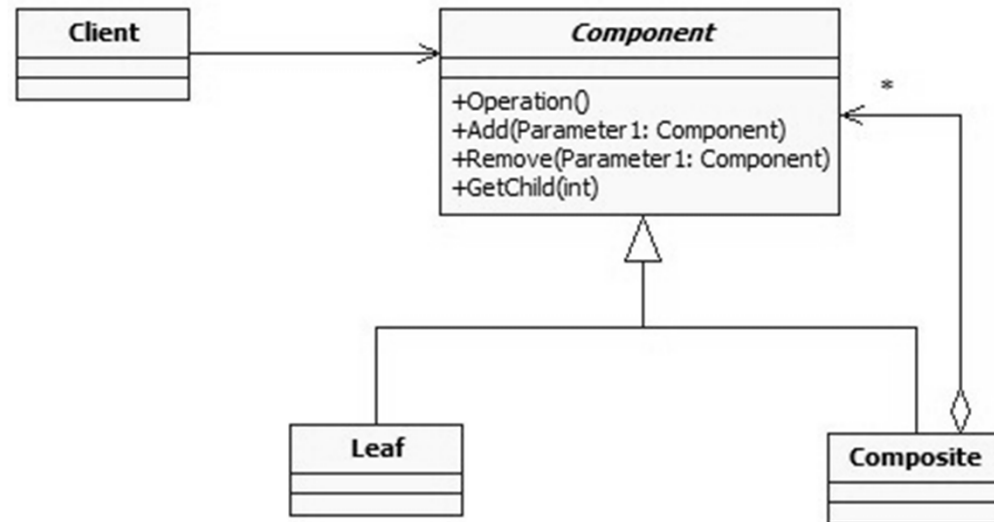 Client
Component
+Operation()
+Add(Parameter1: Component)
+Remove(Parameter1: Component)
+GetChild(int)
*
Leaf
Composite